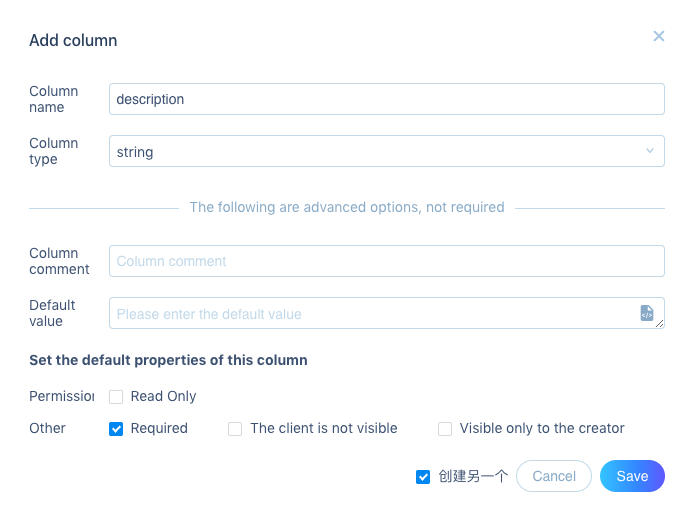 Add column
Column
name
description
Column
type
string
The following are advanced options, not required
Column
comment
Column comment
Default
value
Please enter the default value
Set the default properties of this column
Permission
Read Only
Other
Required
The client is not visible
Visible only to the creator
创建另一个
Cancel
Save